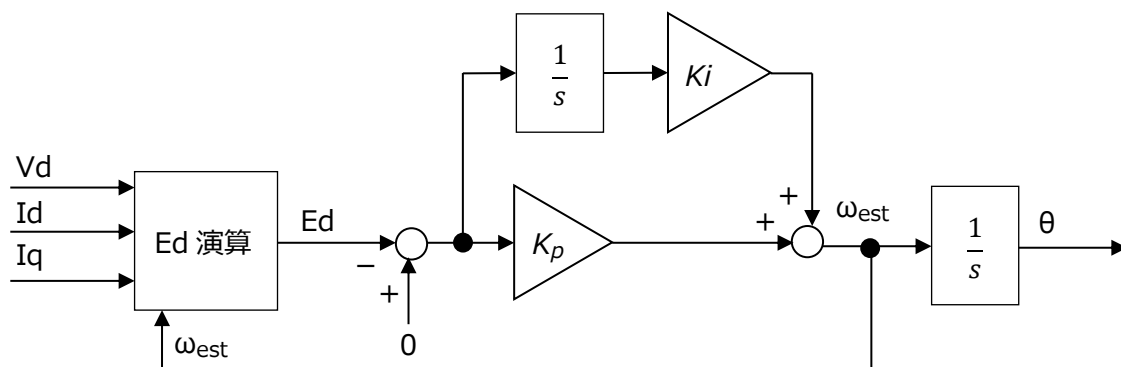 1
s
Ki
Vd
Id
Iq
Ed 演算
Ed
−
+
0
Kp
+
+
ωest
1
s
θ
ωest